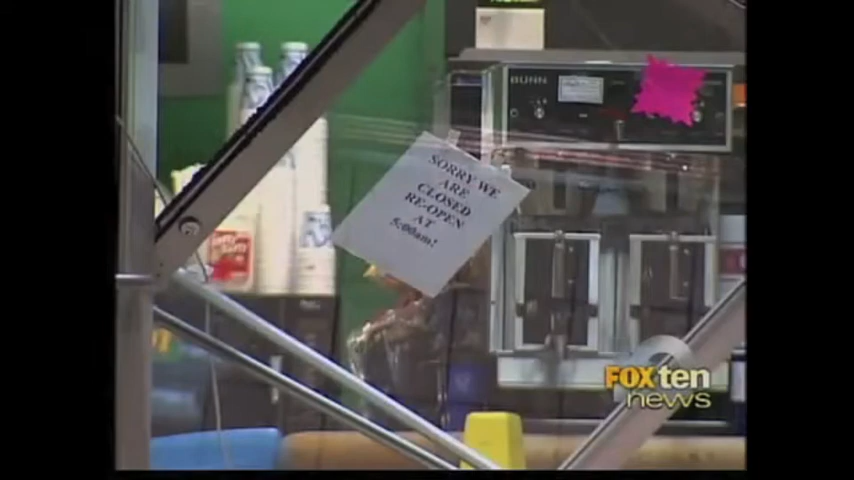 BUNN
SORRY WE
ARE
CLOSED
RE-OPEN
AT
5:00am!
FOX ten
news